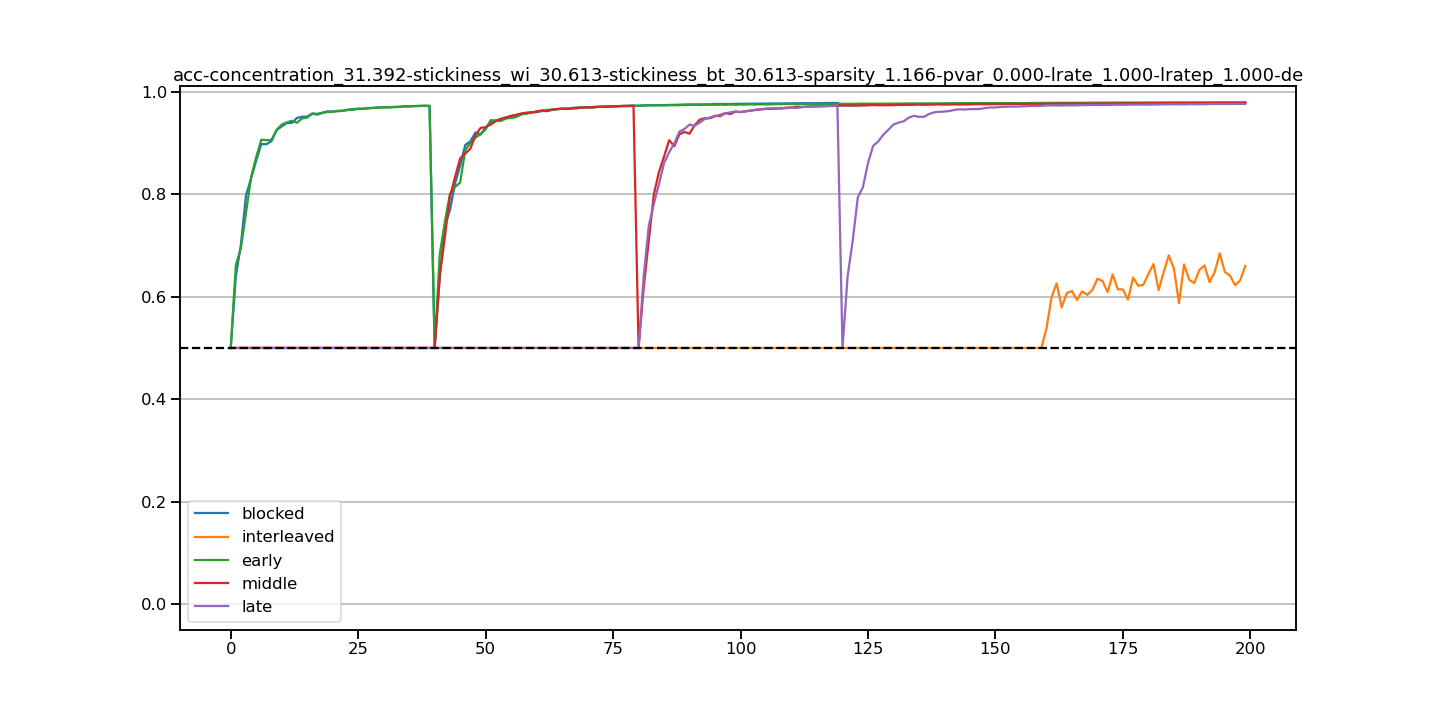 acc-concentration_31.392-stickiness_wi_30.613-stickiness_bt_30.613-sparsity_1.166-pvar_0.000-lrate_1.000-lratep_1.000-de
1.0
0.8
0.6
0.4
0.2
0.0
blocked
interleaved
early
middle
late
0 25 50 75 100 125 150 175 200